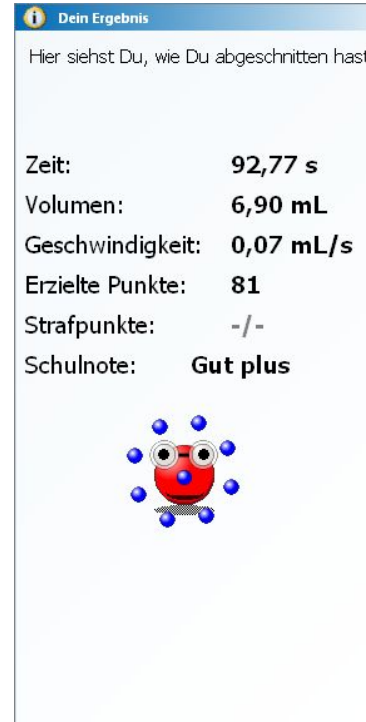 Dein Ergebnis
Hier siehst Du, wie Du abgeschnitten hast
Zeit: 92,77 s
Volumen: 6,90 mL
Geschwindigkeit: 0,07 mL/s
Erzielte Punkte: 81
Strafpunkte: -/-
Schulnote: Gut plus